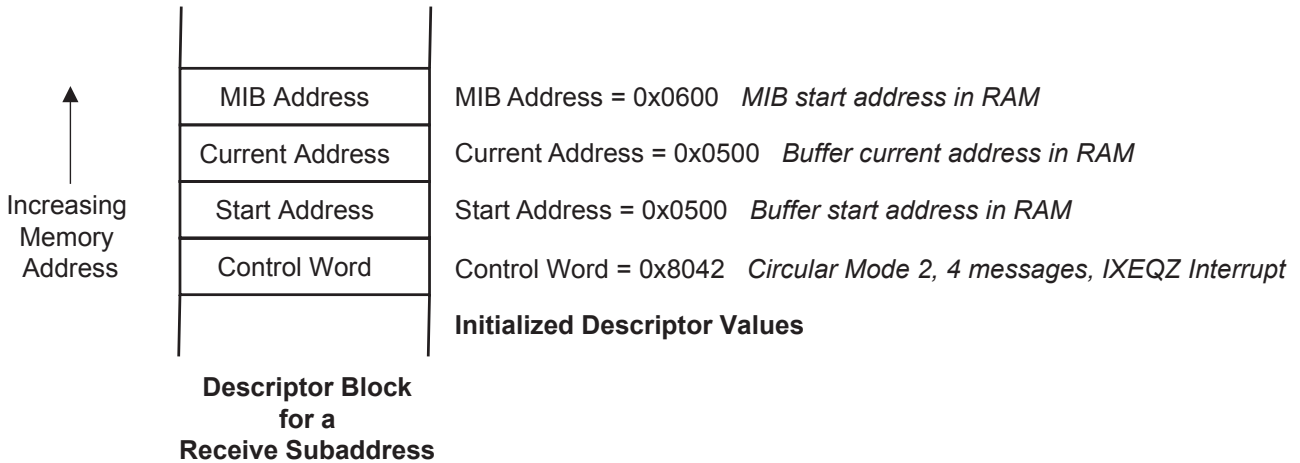 MIB Address
MIB Address = 0x0600 MIB start address in RAM
Current Address
Current Address = 0x0500 Buffer current address in RAM
Start Address
Start Address = 0x0500 Buffer start address in RAM
Control Word
Control Word = 0x8042 Circular Mode 2, 4 messages, IXEQZ Interrupt
Increasing
Memory
Address
Initialized Descriptor Values
Descriptor Block
for a
Receive Subaddress